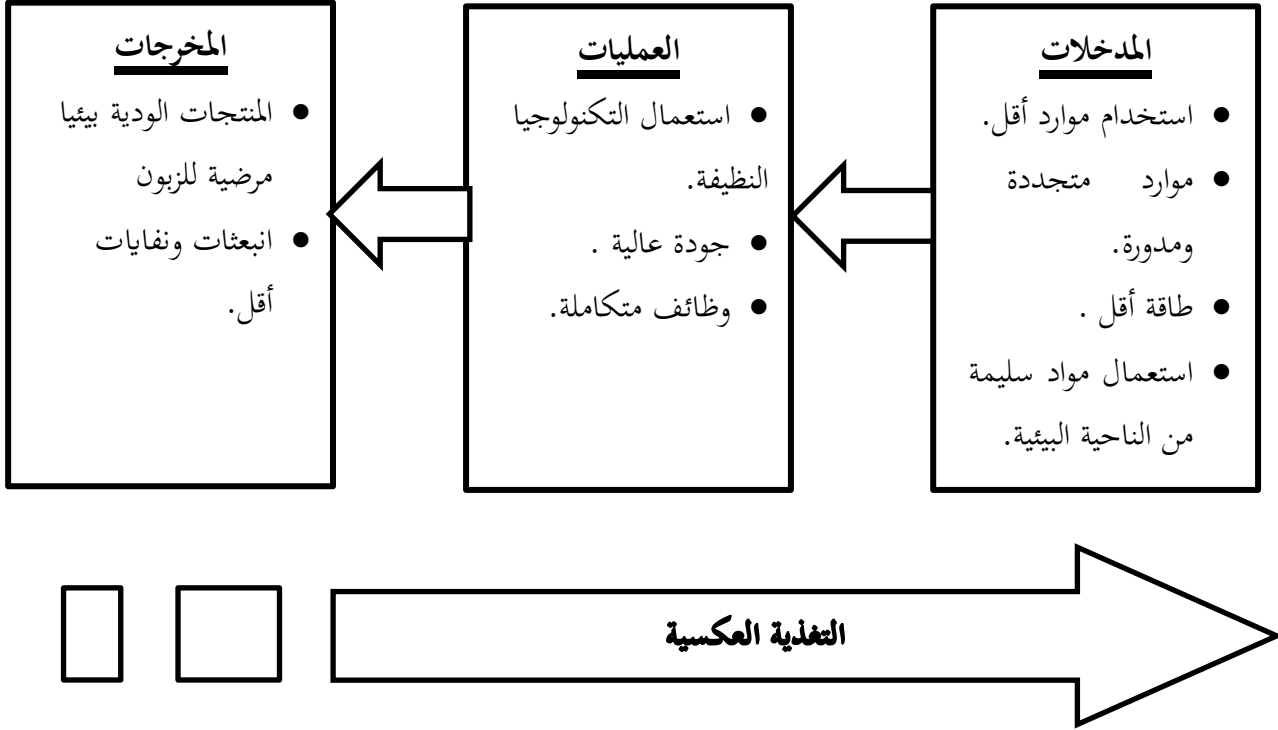 المدخلات
● استخدام موارد أقل.
● موارد متجددة
ومدورة.
● طاقة أقل .
● استعمال مواد سليمة
من الناحية البيئية.
العمليات
● استعمال التكنولوجيا
النظيفة.
● جودة عالية .
● وظائف متكاملة.
المخرجات
● المنتجات الودية بيئيا
مرضية للزبون
● انبعثات ونفايات
أقل.
التغذية العكسية